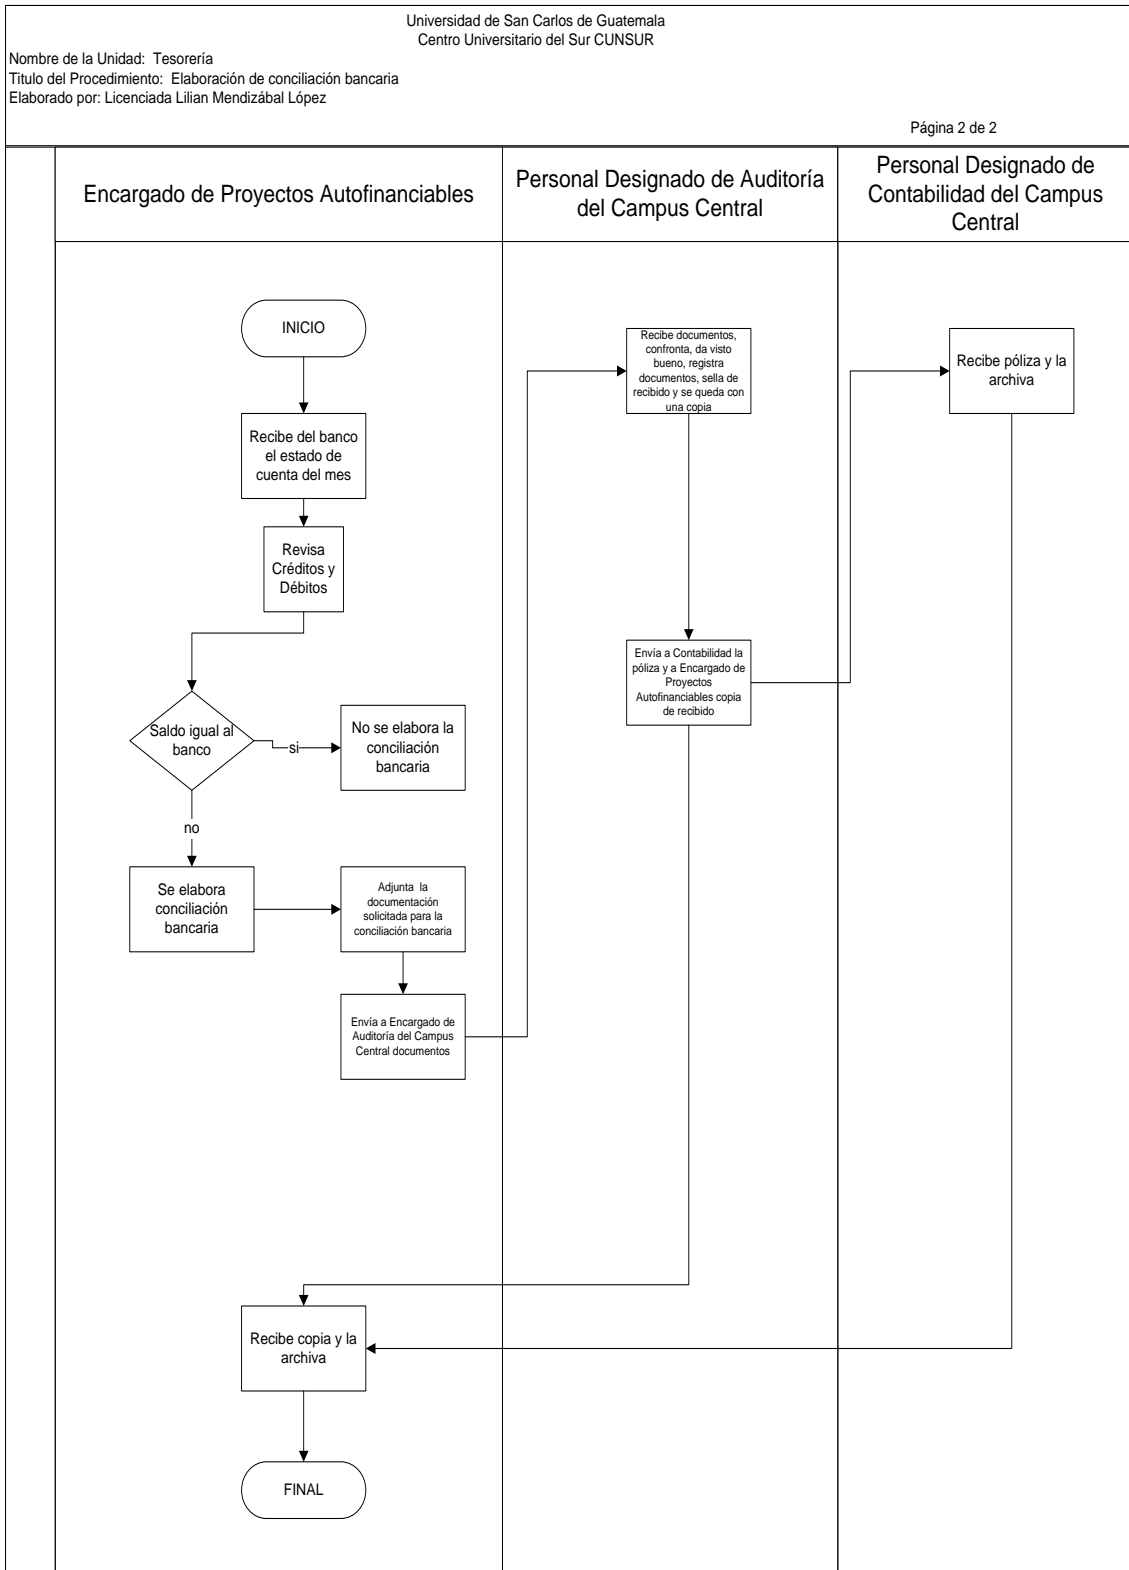 Universidad de San Carlos de Guatemala
Centro Universitario del Sur CUNSUR
Nombre de la Unidad: Tesorería
Titulo del Procedimiento: Elaboración de conciliación bancaria
Elaborado por: Licenciada Lilian Mendizábal López
Página 2 de 2
Encargado de Proyectos Autofinanciables
Personal Designado de Auditoría
del Campus Central
Personal Designado de
Contabilidad del Campus
Central
INICIO
Recibe del banco
el estado de
cuenta del mes
Revisa
Créditos y
Débitos
Saldo igual al
banco
si
No se elabora la
conciliación
bancaria
no
Se elabora
conciliación
bancaria
Adjunta la
documentación
solicitada para la
conciliación bancaria
Envía a Encargado de
Auditoría del Campus
Central documentos
Recibe documentos,
confronta, da visto
bueno, registra
documentos, sella de
recibido y se queda con
una copia
Envía a Contabilidad la
póliza y a Encargado de
Proyectos
Autofinanciables copia
de recibido
Recibe póliza y la
archiva
Recibe copia y la
archiva
FINAL